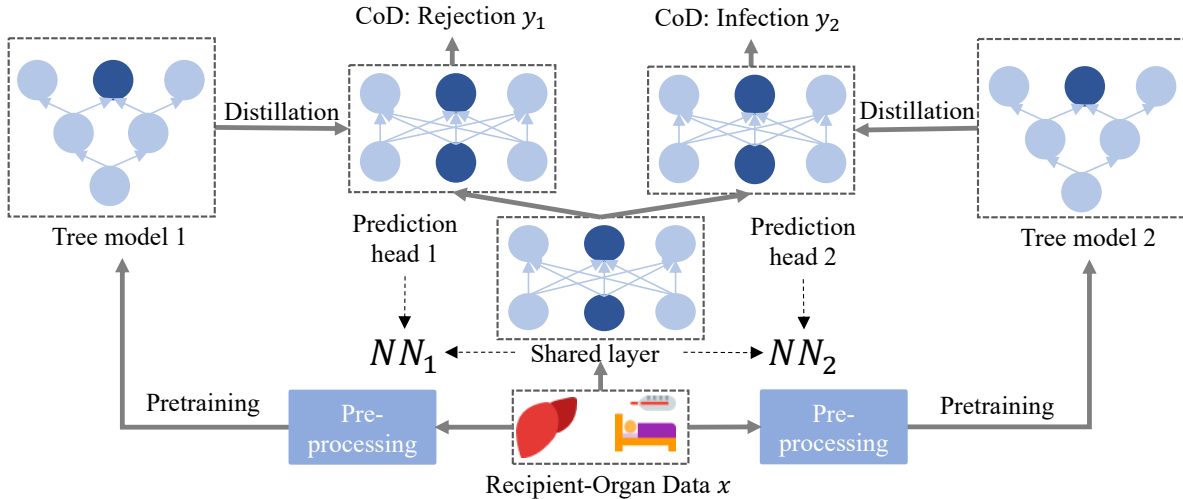 CoD: Rejection y₁
CoD: Infection y₂
Distillation
Distillation
Tree model 1
Prediction
head 1
Prediction
head 2
Tree model 2
NN₁
Shared layer
NN₂
Pretraining
Pre-
processing
Pre-
processing
Pretraining
Recipient-Organ Data x